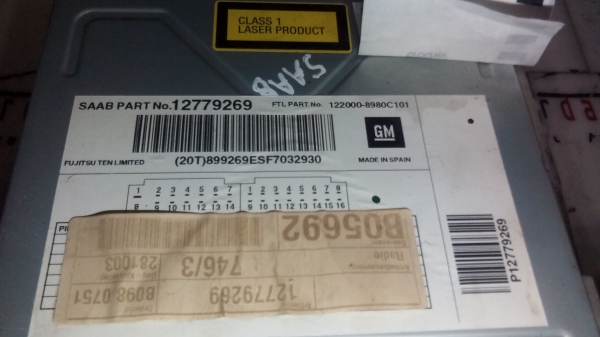 CLASS 1
LASER PRODUCT
SAAB
SAAB PART No. 12779269 FTL PART. No. 122000-8980C101
GM
FUJITSU TEN LIMITED (20T)899269ESF7032930 MADE IN SPAIN
1 2 3 4 5 6 7 1 2 3 4 5 6 7 8
8 9 10 11 12 13 14 9 10 11 12 13 14 15 16
P12779269
B05692
Radio
746/3
281003
12779269
B098.0751